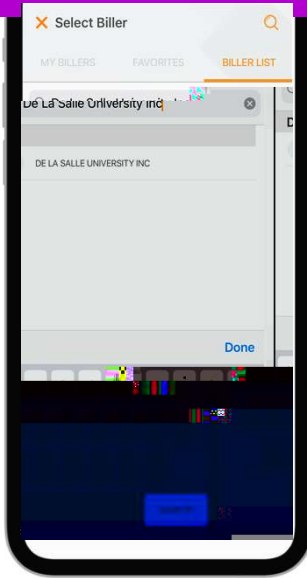 Select Biller
MY BILLERS
FAVORITES
BILLER LIST
De La Salle University Inc
DE LA SALLE UNIVERSITY INC
Done